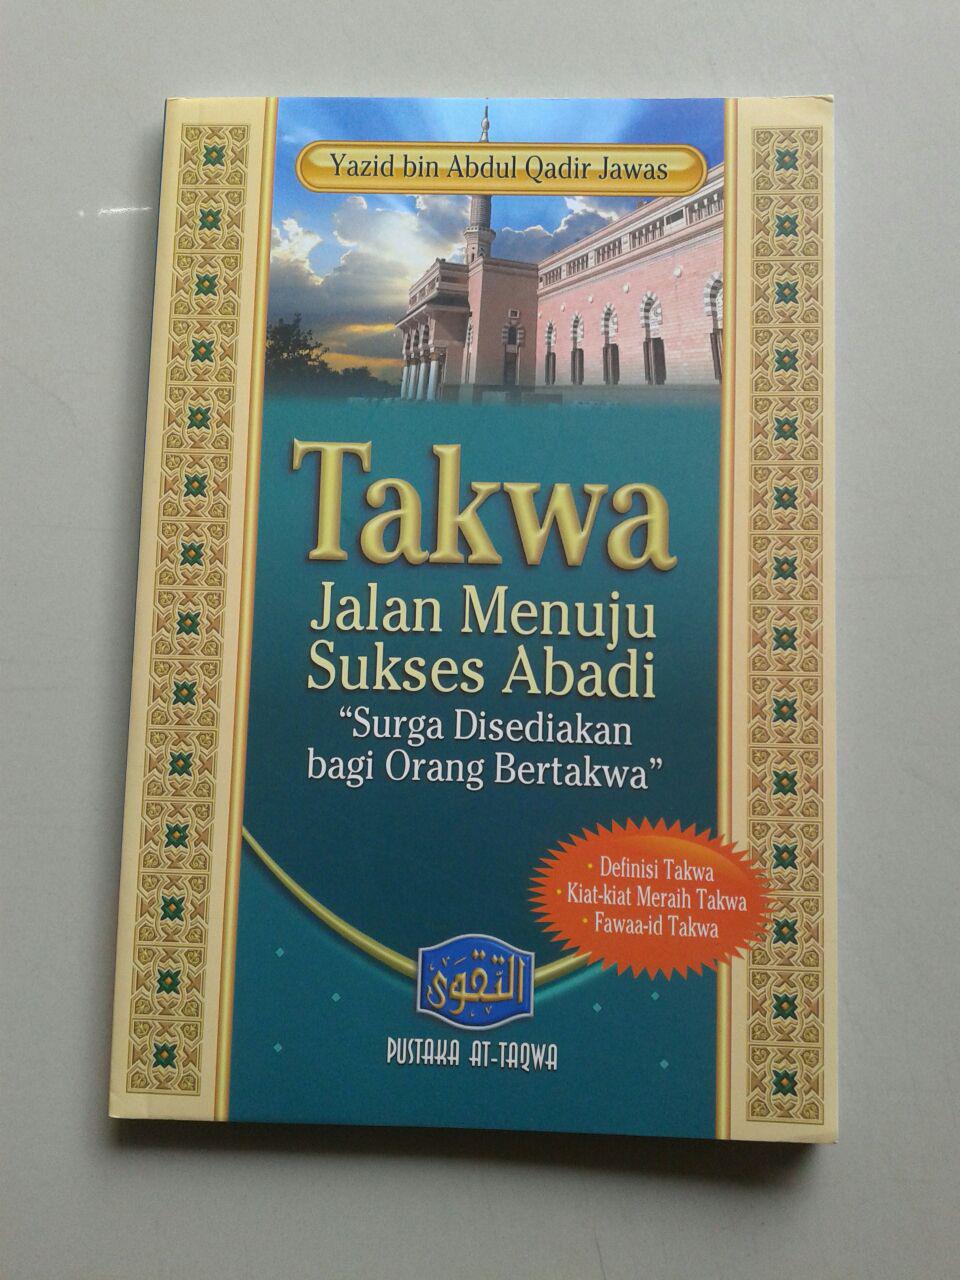 Yazid bin Abdul Qadir Jawas
Takwa
Jalan Menuju
Sukses Abadi
“Surga Disediakan
bagi Orang Bertakwa”
· Definisi Takwa
· Kiat-kiat Meraih Takwa
· Fawaa-id Takwa
التقوى
PUSTAKA AT-TAQWA